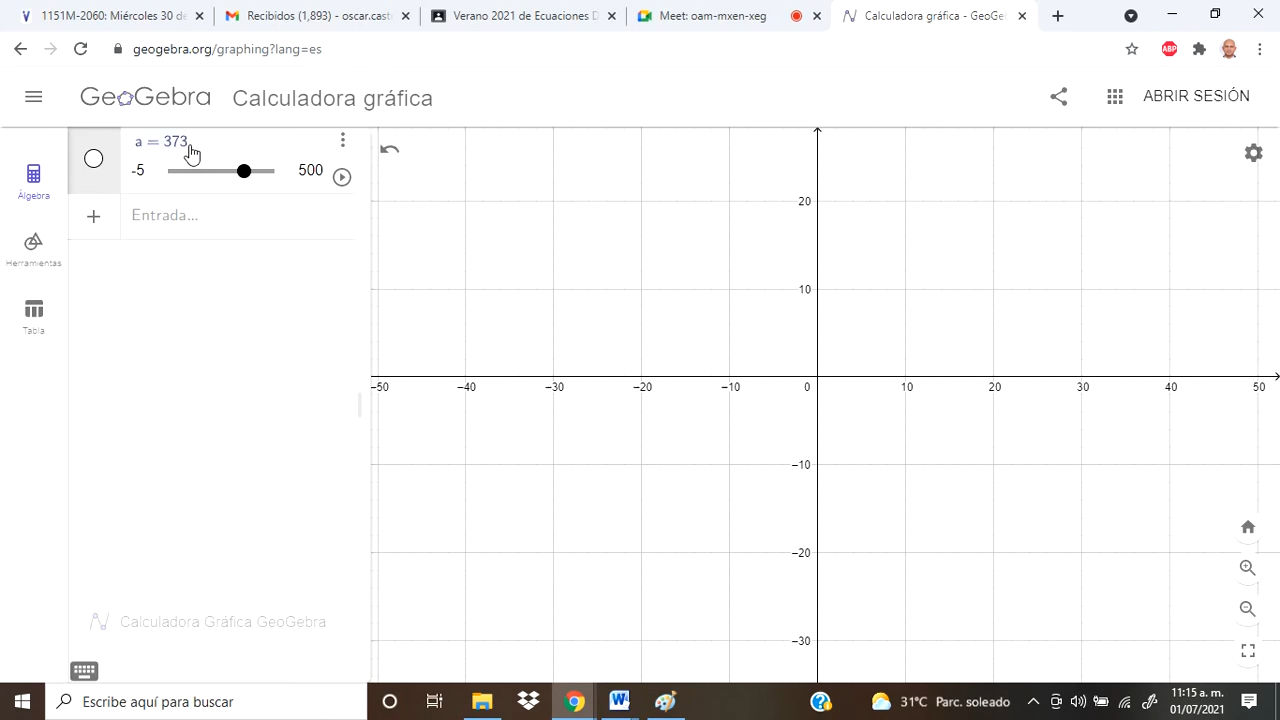 1151M-2060: Miércoles 30 de
Recibidos (1,893) - oscar.cast
Verano 2021 de Ecuaciones D
Meet: oam-mxen-xeg
Calculadora gráfica - GeoGe
geogebra.org/graphing?lang=es
ABP
GeoGebra
Calculadora gráfica
ABRIR SESIÓN
a = 373
-5
500
Entrada...
Álgebra
Herramientas
Tabla
20
10
−50
−40
−30
−20
−10
0
10
20
30
40
50
−10
−20
−30
Calculadora Gráfica GeoGebra
Escribe aquí para buscar
31°C Parc. soleado
11:15 a. m.
01/07/2021